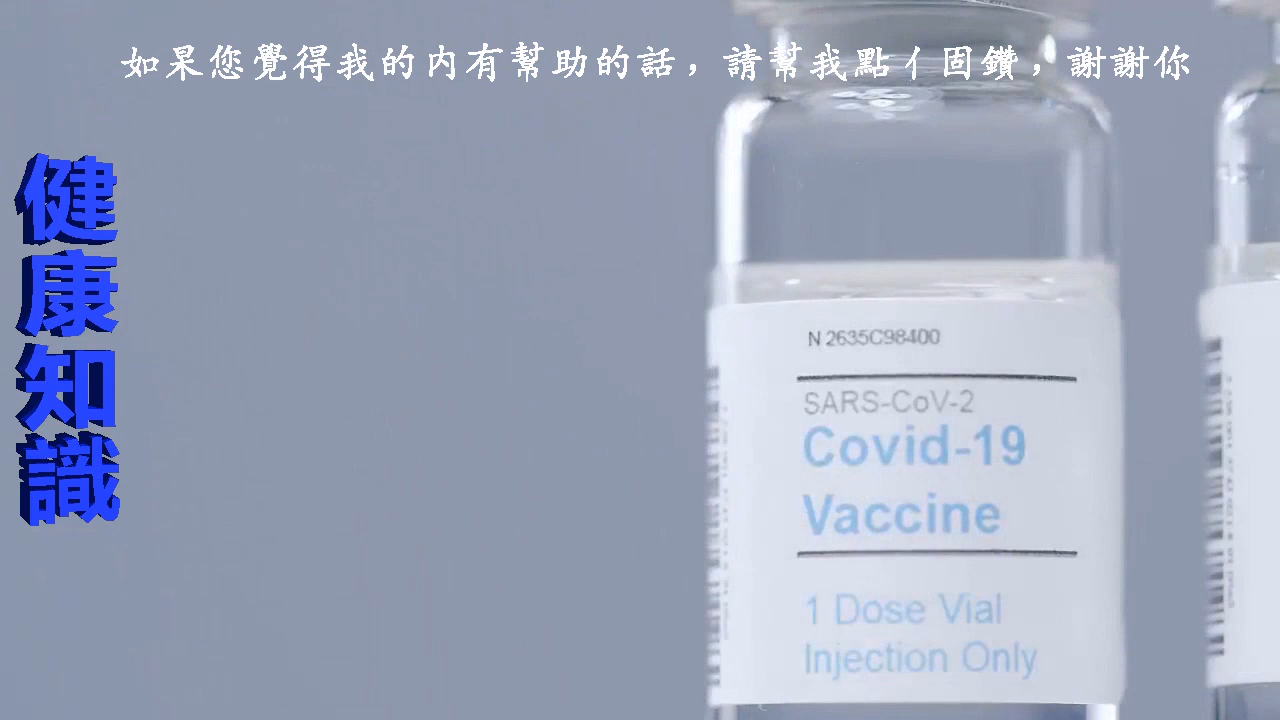 如果您覺得我的内有幫助的話，請幫我點亻固鑽，謝謝你
健康知識
N 2635C98400
SARS-CoV-2
Covid-19
Vaccine
1 Dose Vial
Injection Only